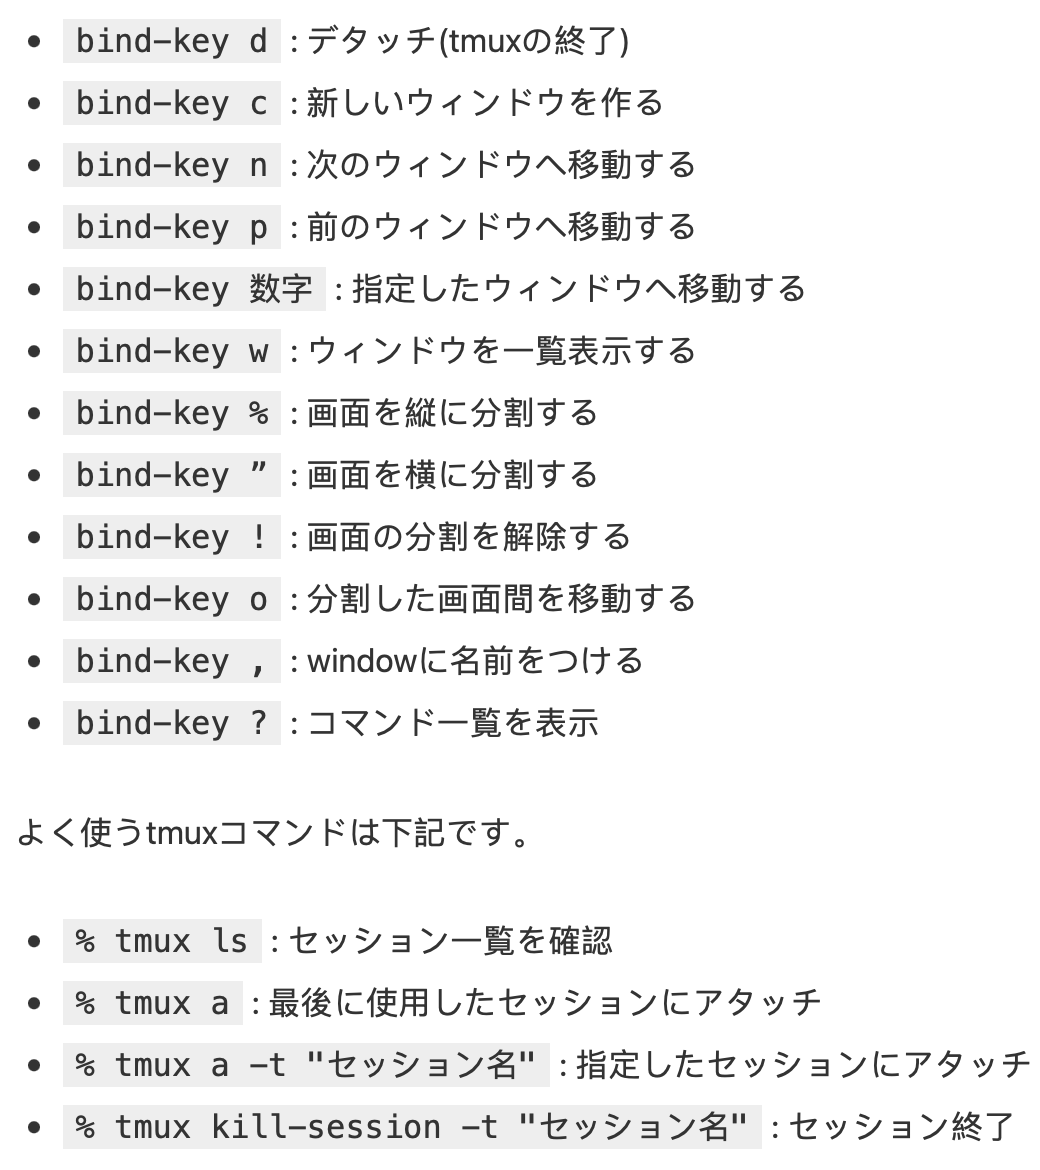 • bind-key d : デタッチ(tmuxの終了)
• bind-key c : 新しいウィンドウを作る
• bind-key n : 次のウィンドウへ移動する
• bind-key p : 前のウィンドウへ移動する
• bind-key 数字 : 指定したウィンドウへ移動する
• bind-key w : ウィンドウを一覧表示する
• bind-key % : 画面を縦に分割する
• bind-key ” : 画面を横に分割する
• bind-key ! : 画面の分割を解除する
• bind-key o : 分割した画面間を移動する
• bind-key , : windowに名前をつける
• bind-key ? : コマンド一覧を表示
よく使うtmuxコマンドは下記です。
• % tmux ls : セッション一覧を確認
• % tmux a : 最後に使用したセッションにアタッチ
• % tmux a -t "セッション名" : 指定したセッションにアタッチ
• % tmux kill-session -t "セッション名" : セッション終了